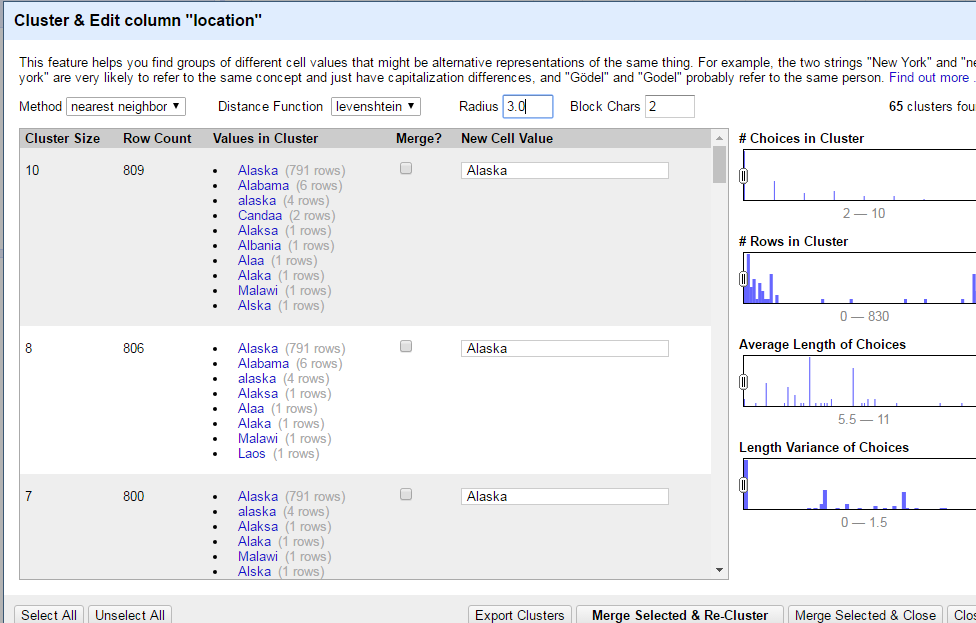 Cluster & Edit column "location"
This feature helps you find groups of different cell values that might be alternative representations of the same thing. For example, the two strings "New York" and "ne
york" are very likely to refer to the same concept and just have capitalization differences, and "Gödel" and "Godel" probably refer to the same person. Find out more .
Method nearest neighbor ▼ Distance Function levenshtein ▼ Radius 3.0 Block Chars 2 65 clusters fou
Cluster Size Row Count Values in Cluster Merge? New Cell Value
10 809 • Alaska (791 rows) Alaska
• Alabama (6 rows)
• alaska (4 rows)
• Candaa (2 rows)
• Alaksa (1 rows)
• Albania (1 rows)
• Alaa (1 rows)
• Alaka (1 rows)
• Malawi (1 rows)
• Alska (1 rows)
8 806 • Alaska (791 rows) Alaska
• Alabama (6 rows)
• alaska (4 rows)
• Alaksa (1 rows)
• Alaa (1 rows)
• Alaka (1 rows)
• Malawi (1 rows)
• Laos (1 rows)
7 800 • Alaska (791 rows) Alaska
• alaska (4 rows)
• Alaksa (1 rows)
• Alaka (1 rows)
• Malawi (1 rows)
• Alska (1 rows)
# Choices in Cluster
2 — 10
# Rows in Cluster
0 — 830
Average Length of Choices
5.5 — 11
Length Variance of Choices
0 — 1.5
Select All Unselect All Export Clusters Merge Selected & Re-Cluster Merge Selected & Close Clos